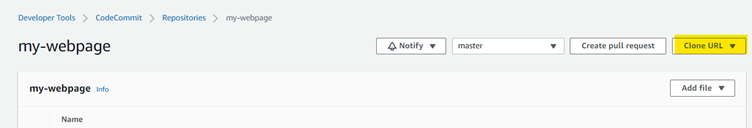 Developer Tools > CodeCommit > Repositories > my-webpage
my-webpage
Notify
master
Create pull request
Clone URL
my-webpage Info
Add file
Name